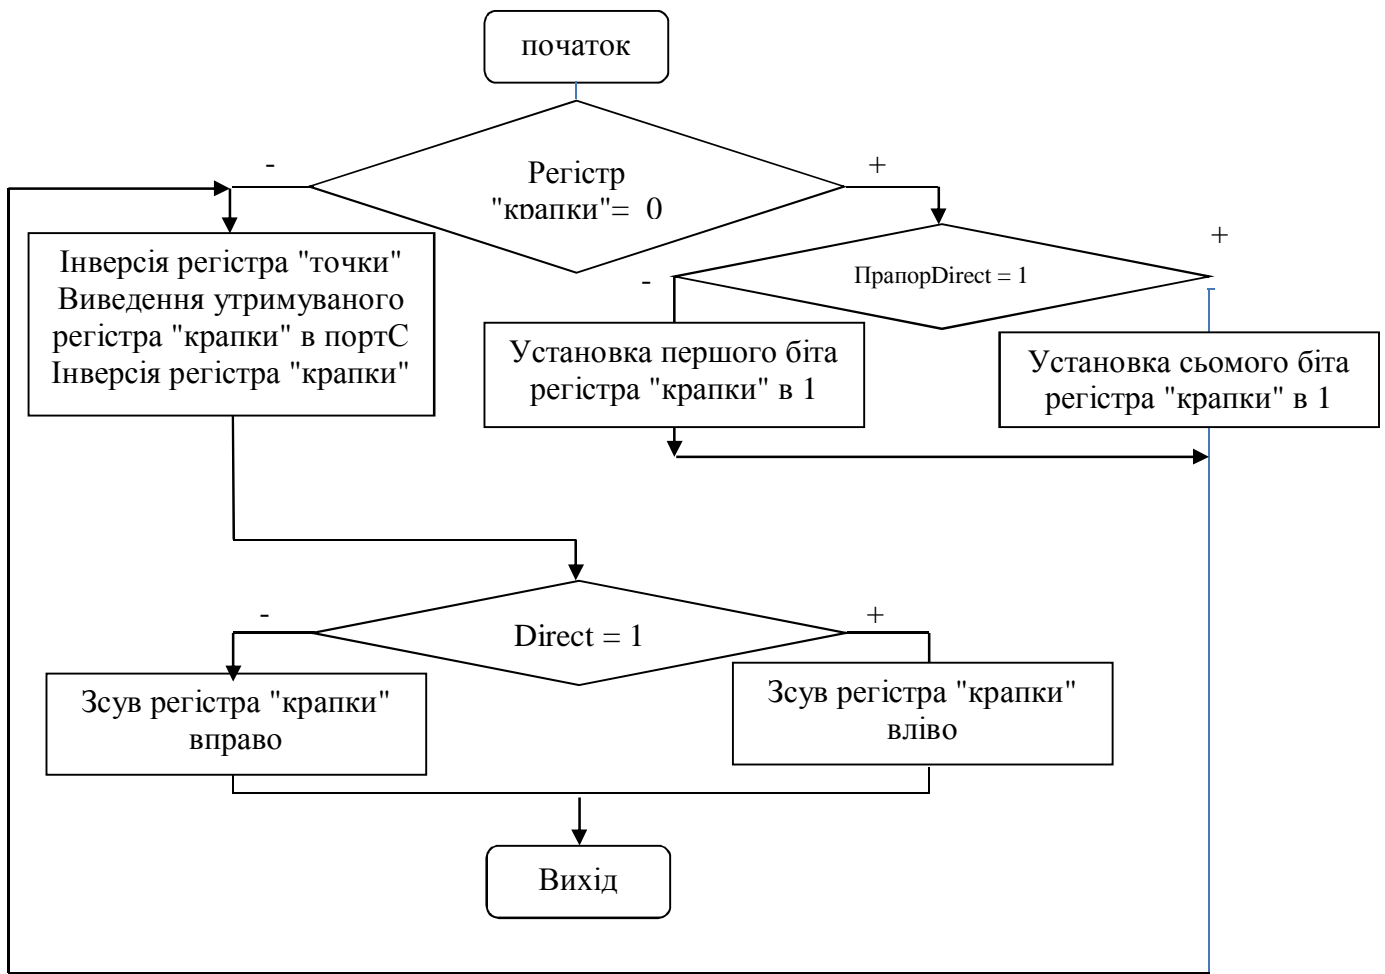 початок
-
+
Регістр
"крапки"= 0
+
Інверсія регістра "точки"
Виведення утримуваного
регістра "крапки" в портС
Інверсія регістра "крапки"
-
ПрапорDirect = 1
Установка першого біта
регістра "крапки" в 1
Установка сьомого біта
регістра "крапки" в 1
-
+
Direct = 1
Зсув регістра "крапки"
вправо
Зсув регістра "крапки"
вліво
Вихід